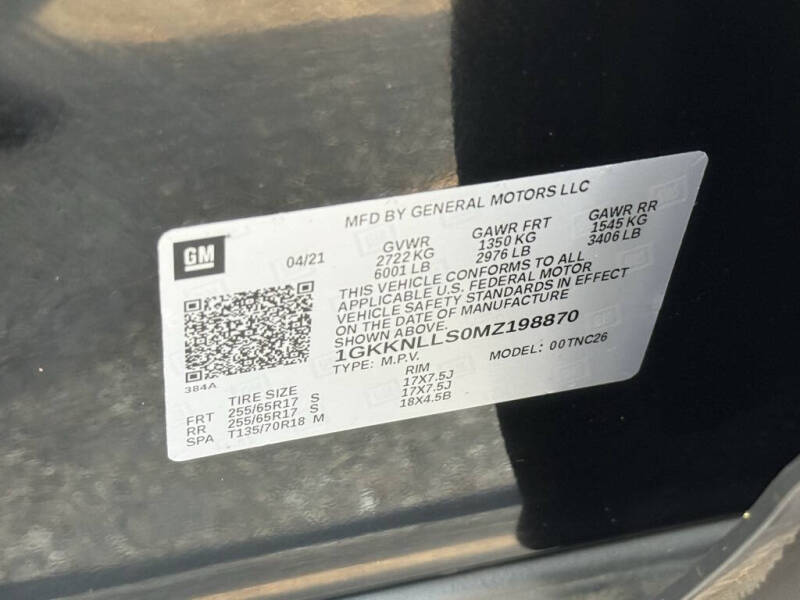 MFD BY GENERAL MOTORS LLC
GM
04/21
GVWR
2722 KG
6001 LB
GAWR FRT
1350 KG
2976 LB
GAWR RR
1545 KG
3406 LB
THIS VEHICLE CONFORMS TO ALL
APPLICABLE U.S. FEDERAL MOTOR
VEHICLE SAFETY STANDARDS IN EFFECT
ON THE DATE OF MANUFACTURE
SHOWN ABOVE.
1GKKNLLS0MZ198870
TYPE: M.P.V. MODEL: 00TNC26
384A
TIRE SIZE RIM
FRT 255/65R17 S 17X7.5J
RR 255/65R17 S 17X7.5J
SPA T135/70R18 M 18X4.5B